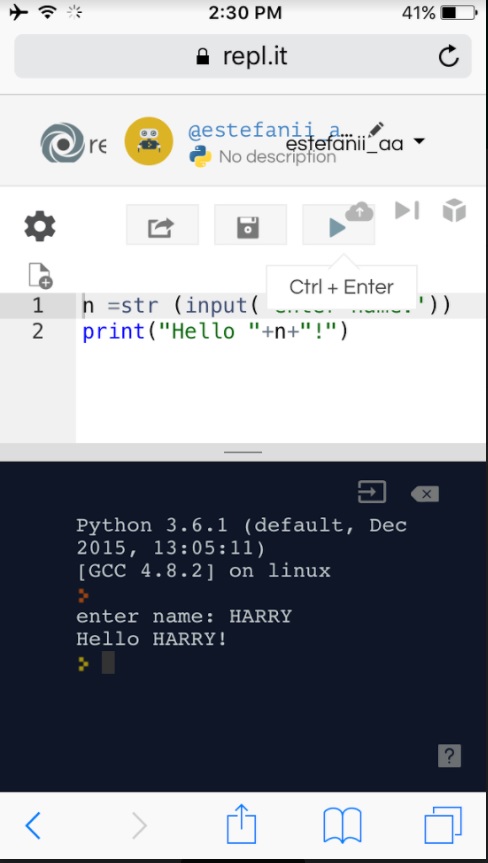 2:30 PM
41%
repl.it
re
@estefanii_a…
estefanii_aa
No description
Ctrl + Enter
1 n =str (input('enter name:'))
2 print("Hello "+n+"!")
Python 3.6.1 (default, Dec
2015, 13:05:11)
[GCC 4.8.2] on linux
enter name: HARRY
Hello HARRY!
?